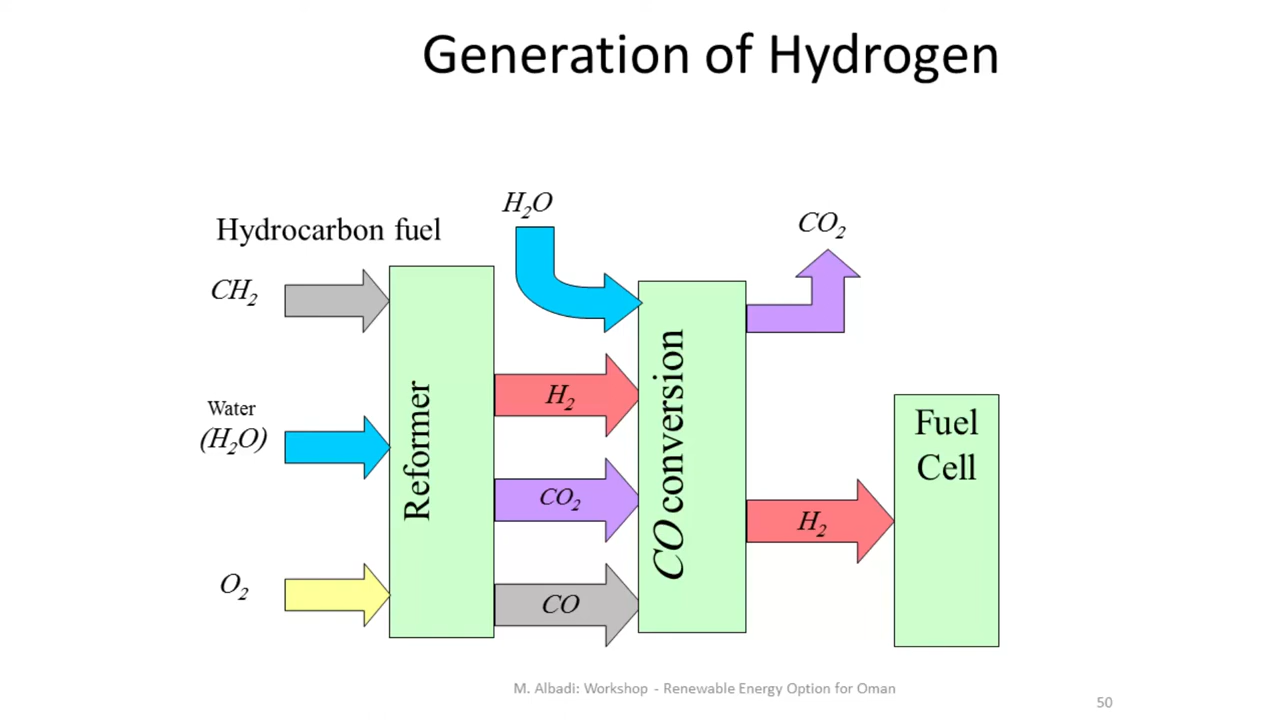 Generation of Hydrogen
H₂O
Hydrocarbon fuel
CO₂
CH₂
Reformer
H₂
CO conversion
Water
(H₂O)
Fuel
Cell
CO₂
H₂
O₂
CO
M. Albadi: Workshop - Renewable Energy Option for Oman
50